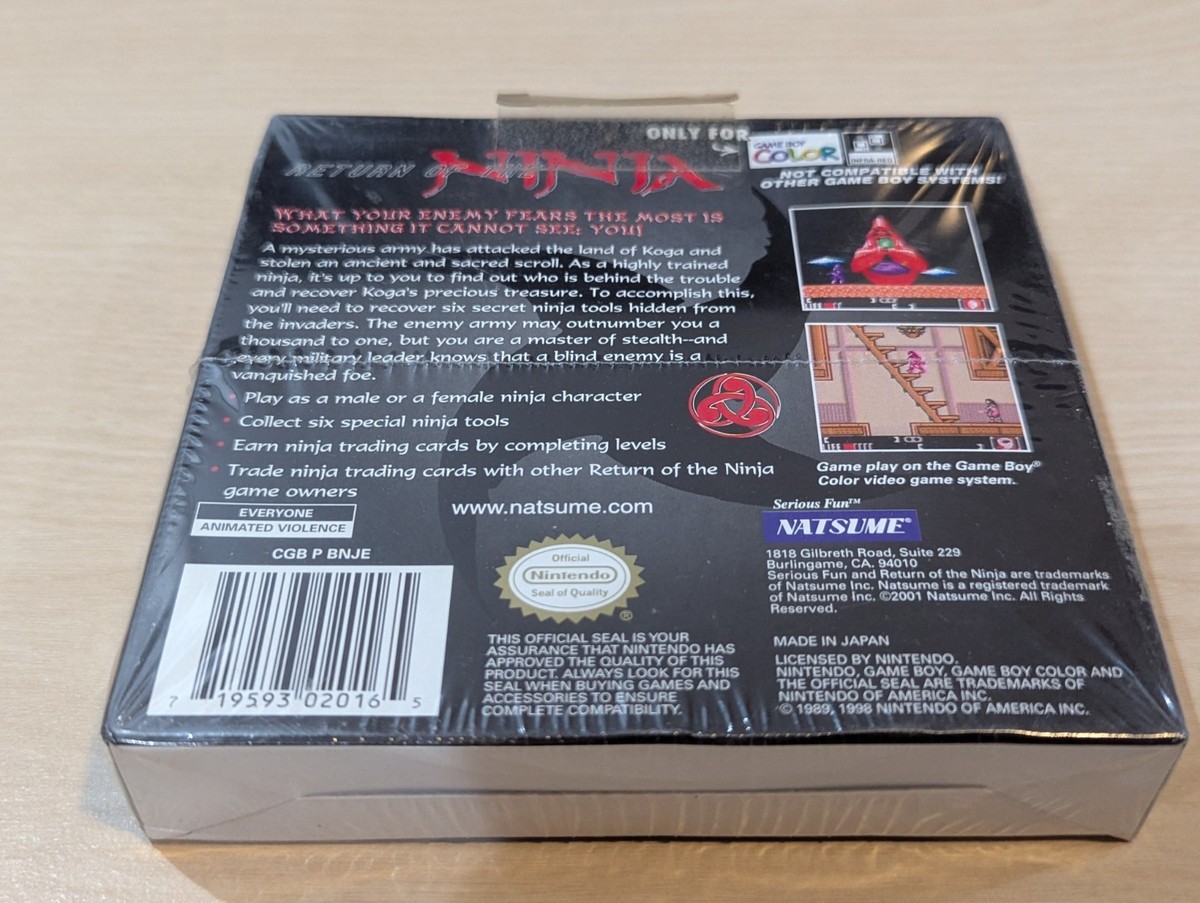 ONLY FOR
GAME BOY
COLOR
INFRA-RED
RETURN OF THE NINJA
NOT COMPATIBLE WITH
OTHER GAME BOY SYSTEMS!
WHAT YOUR ENEMY FEARS THE MOST IS
SOMETHING IT CANNOT SEE: YOU!
A mysterious army has attacked the land of Koga and
stolen an ancient and sacred scroll. As a highly trained
ninja, it's up to you to find out who is behind the trouble
and recover Koga's precious treasure. To accomplish this,
you'll need to recover six secret ninja tools hidden from
the invaders. The enemy army may outnumber you a
thousand to one, but you are a master of stealth--and
every military leader knows that a blind enemy is a
vanquished foe.
• Play as a male or a female ninja character
• Collect six special ninja tools
• Earn ninja trading cards by completing levels
• Trade ninja trading cards with other Return of the Ninja
game owners
LIFE
LIFE
Game play on the Game Boy®
Color video game system.
EVERYONE
ANIMATED VIOLENCE
CGB P BNJE
7 19593 02016 5
www.natsume.com
Official
Nintendo
Seal of Quality
®
THIS OFFICIAL SEAL IS YOUR
ASSURANCE THAT NINTENDO HAS
APPROVED THE QUALITY OF THIS
PRODUCT. ALWAYS LOOK FOR THIS
SEAL WHEN BUYING GAMES AND
ACCESSORIES TO ENSURE
COMPLETE COMPATIBILITY.
Serious Fun™
NATSUME®
1818 Gilbreth Road, Suite 229
Burlingame, CA. 94010
Serious Fun and Return of the Ninja are trademarks
of Natsume Inc. Natsume is a registered trademark
of Natsume Inc. ©2001 Natsume Inc. All Rights
Reserved.
MADE IN JAPAN
LICENSED BY NINTENDO.
NINTENDO, GAME BOY, GAME BOY COLOR AND
THE OFFICIAL SEAL ARE TRADEMARKS OF
NINTENDO OF AMERICA INC.
© 1989, 1998 NINTENDO OF AMERICA INC.